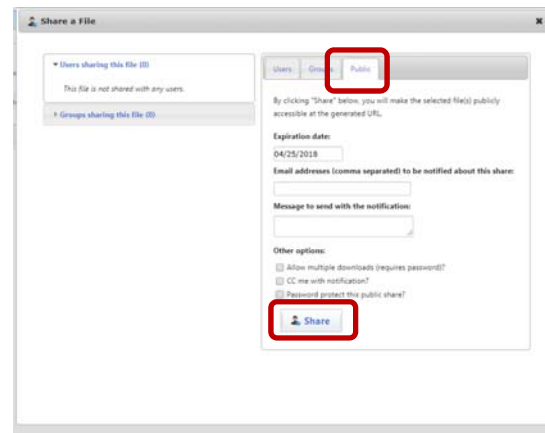 Share a File
Users sharing this file (0)
This file is not shared with any users.
Groups sharing this file (0)
Users Groups Public
By clicking "Share" below, you will make the selected file(s) publicly
accessible at the generated URL.
Expiration date:
04/25/2018
Email addresses (comma separated) to be notified about this share:
Message to send with the notification:
Other options:
Allow multiple downloads (requires password)?
CC me with notification?
Password protect this public share?
Share